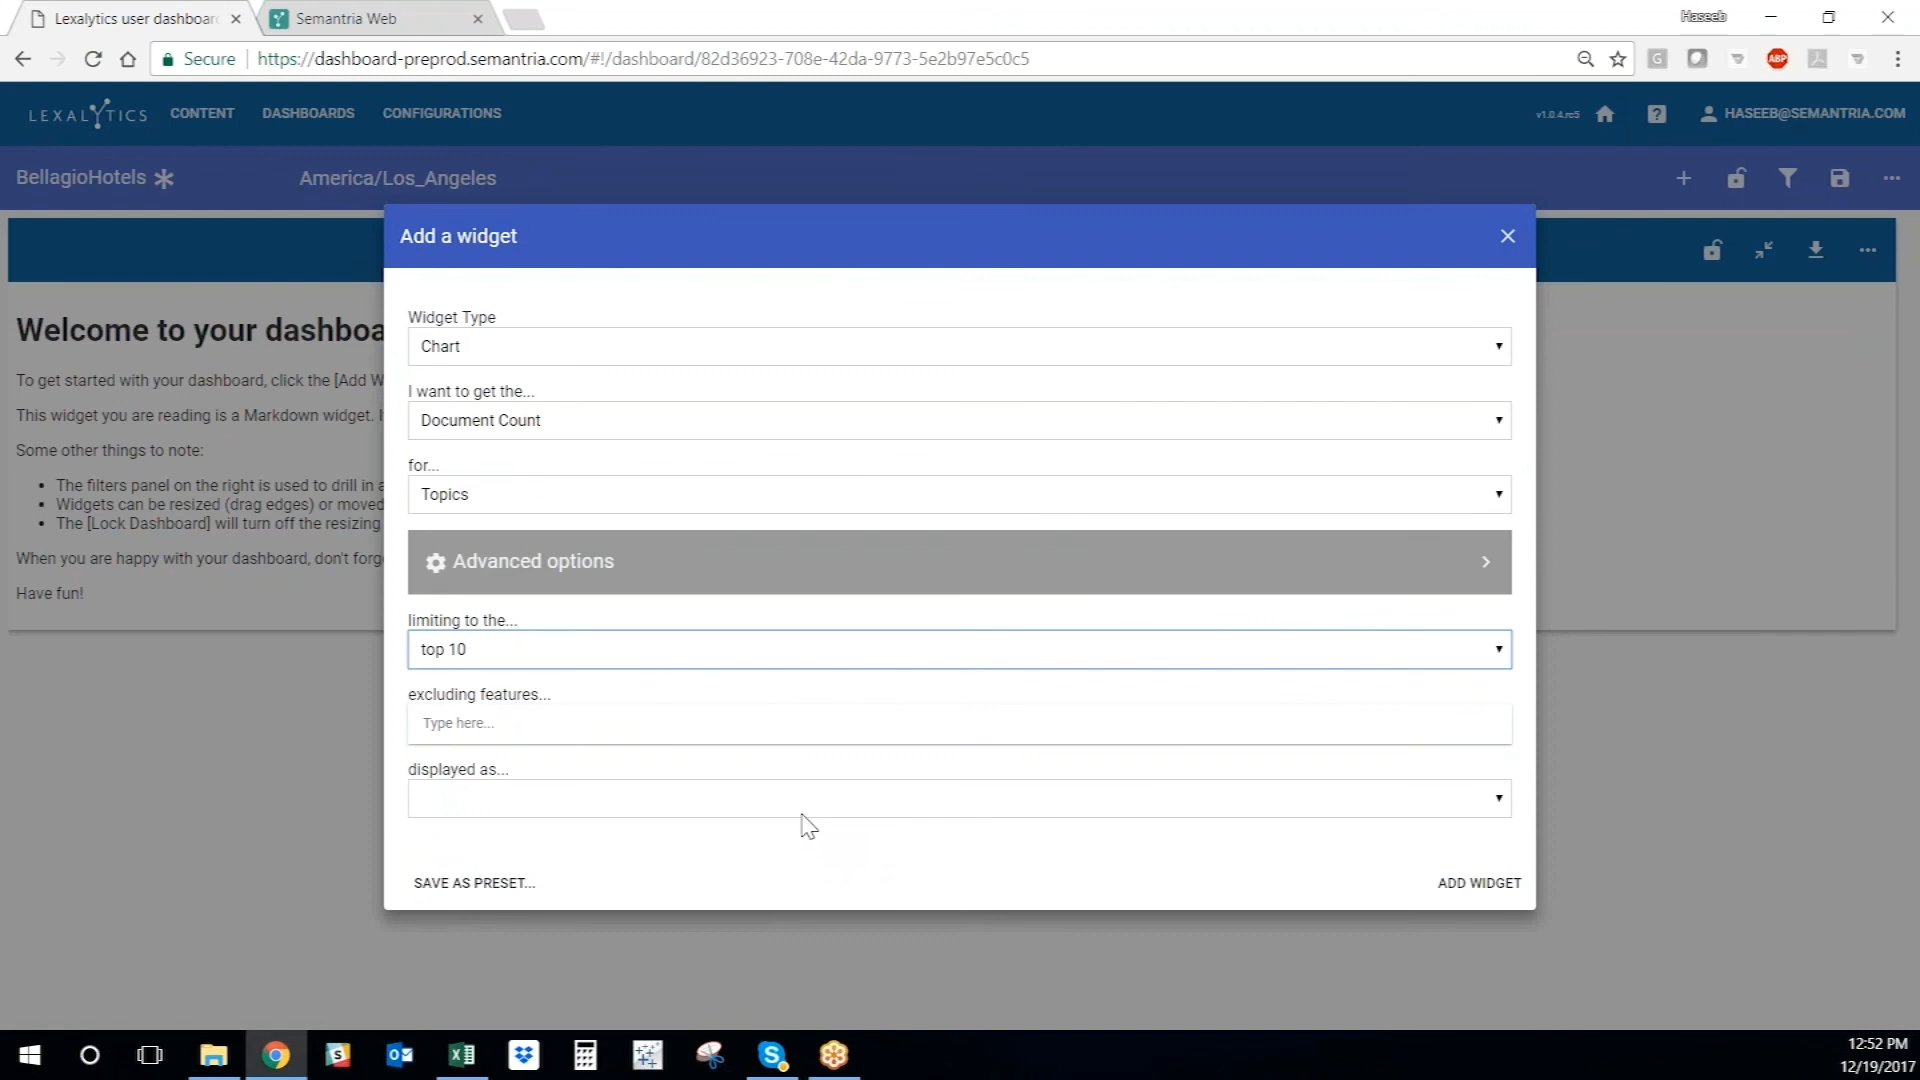 Lexalytics user dashboar
Semantria Web
Haseeb
Secure
https://dashboard-preprod.semantria.com/#!/dashboard/82d36923-708e-42da-9773-5e2b97e5c0c5
G
ABP
LEXALYTICS
CONTENT
DASHBOARDS
CONFIGURATIONS
v1.0.4.rc5
?
HASEEB@SEMANTRIA.COM
BellagioHotels
America/Los_Angeles
Add a widget
Welcome to your dashboa
To get started with your dashboard, click the [Add W
This widget you are reading is a Markdown widget. I
Some other things to note:
• The filters panel on the right is used to drill in a
• Widgets can be resized (drag edges) or moved
• The [Lock Dashboard] will turn off the resizing
When you are happy with your dashboard, don't forg
Have fun!
Widget Type
Chart
I want to get the...
Document Count
for...
Topics
Advanced options
limiting to the...
top 10
excluding features...
Type here...
displayed as...
SAVE AS PRESET...
ADD WIDGET
12:52 PM
12/19/2017